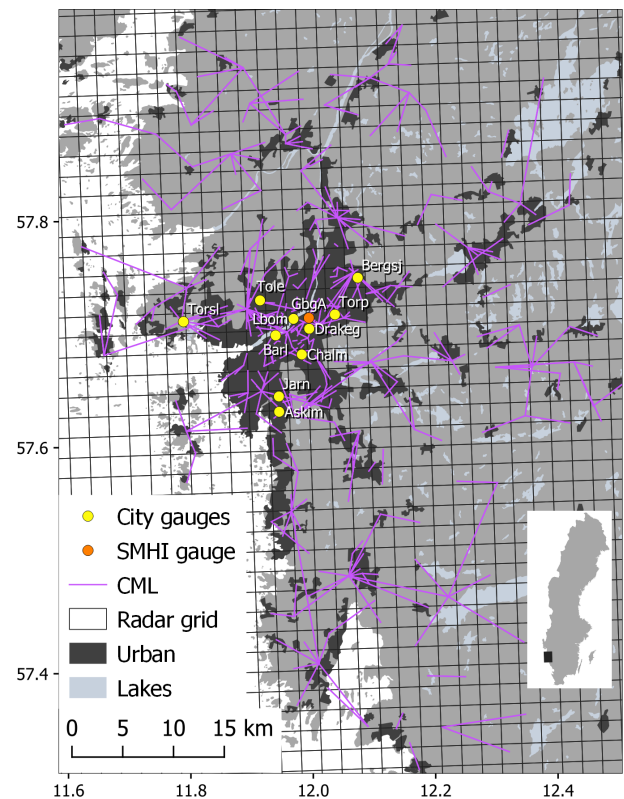 57.8
Bergsj
Tole
GbgA
Torp
Torsl
Lbom
Drakeg
Barl
Chalm
Jarn
Askim
57.6
City gauges
SMHI gauge
CML
Radar grid
Urban
Lakes
57.4
0 5 10 15 km
11.6 11.8 12.0 12.2 12.4